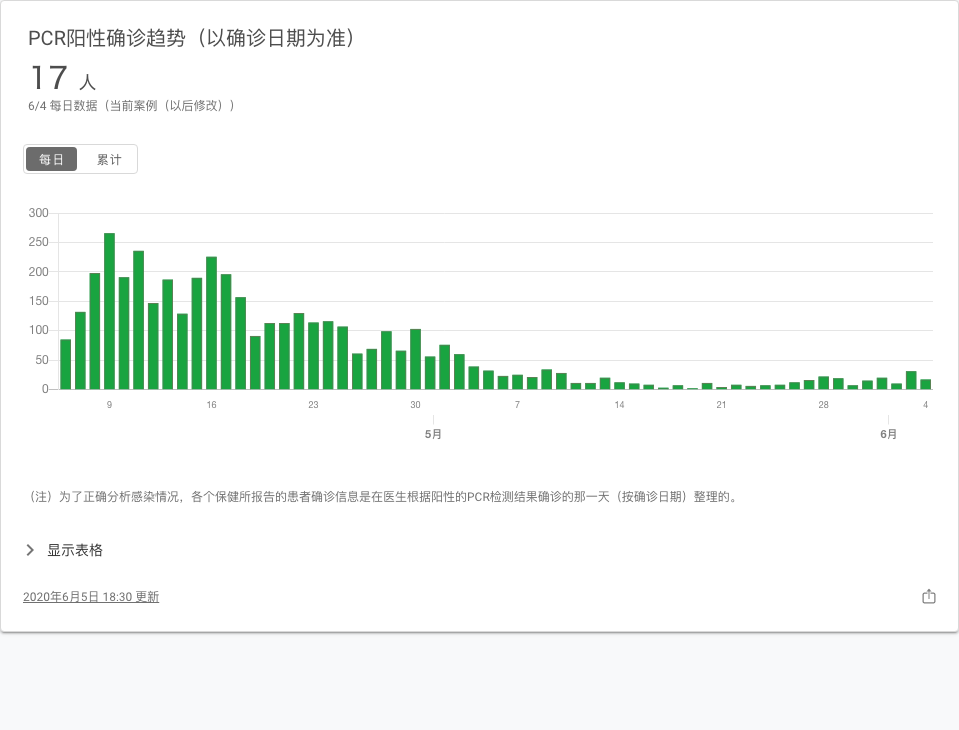 PCR阳性确诊趋势（以确诊日期为准）
17 人
6/4 每日数据（当前案例（以后修改））
每日 累计
300
250
200
150
100
50
0
9 16 23 30 7 14 21 28 4
5月 6月
（注）为了正确分析感染情况，各个保健所报告的患者确诊信息是在医生根据阳性的PCR检测结果确诊的那一天（按确诊日期）整理的。
显示表格
2020年6月5日 18:30 更新